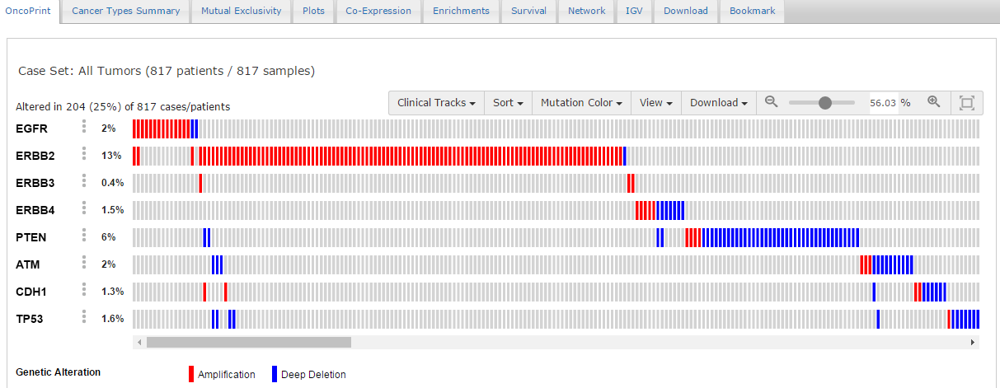 OncoPrint Cancer Types Summary Mutual Exclusivity Plots Co-Expression Enrichments Survival Network IGV Download Bookmark
Case Set: All Tumors (817 patients / 817 samples)
Altered in 204 (25%) of 817 cases/patients
Clinical Tracks Sort Mutation Color View Download 56.03 %
EGFR 2%
ERBB2 13%
ERBB3 0.4%
ERBB4 1.5%
PTEN 6%
ATM 2%
CDH1 1.3%
TP53 1.6%
Genetic Alteration Amplification Deep Deletion